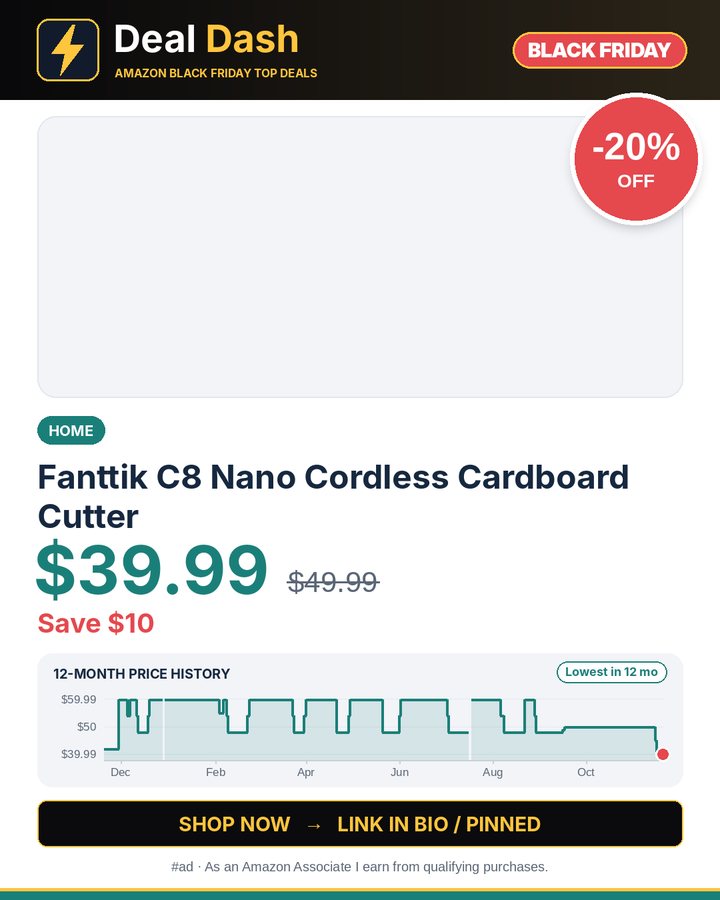 Deal Dash
AMAZON BLACK FRIDAY TOP DEALS
BLACK FRIDAY
-20%
OFF
HOME
Fanttik C8 Nano Cordless Cardboard
Cutter
$39.99 $49.99
Save $10
12-MONTH PRICE HISTORY
Lowest in 12 mo
$59.99
$50
$39.99
Dec Feb Apr Jun Aug Oct
SHOP NOW → LINK IN BIO / PINNED
#ad · As an Amazon Associate I earn from qualifying purchases.